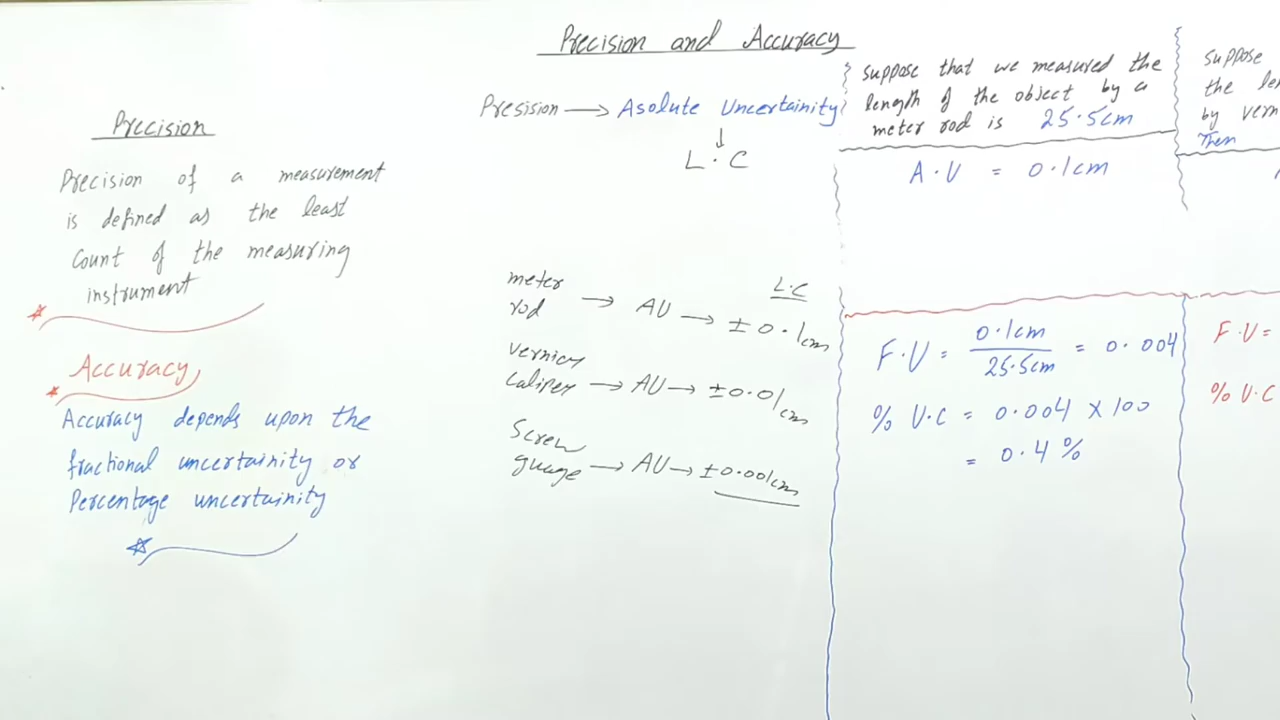 Precision and Accuracy
Precision
Precision of a measurement
is defined as the least
Count of the measuring
instrument
Accuracy
Accuracy depends upon the
fractional uncertainity or
Percentage uncertainity
Presision → Asolute Uncertainity
↓
L.C
L.C
meter
rod → AU → ± 0.1cm
vernier
caliper → AU → ±0.01cm
Screw
guage → AU → ±0.001cm
suppose that we measured the
length of the object by a
meter rod is 25.5cm
A.U = 0.1cm
F.U = 0.1cm / 25.5cm = 0.004
% U.C = 0.004 X 100
= 0.4 %
suppose
the le
by vern
Then
F.U =
% U.C